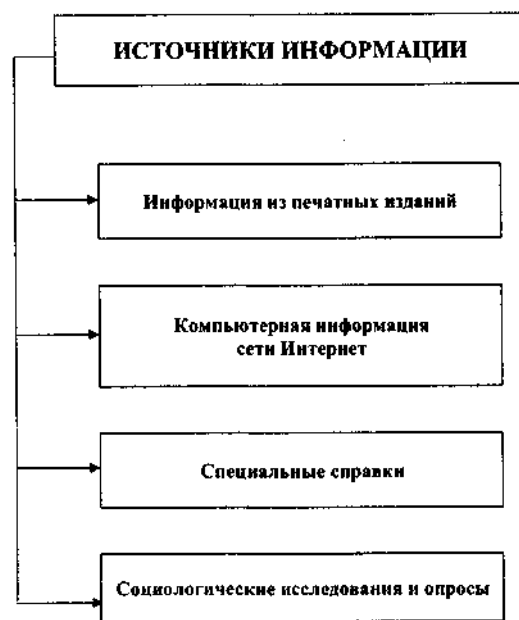 ИСТОЧНИКИ ИНФОРМАЦИИ
Информация из печатных изданий
Компьютерная информация
сети Интернет
Специальные справки
Социологические исследования и опросы